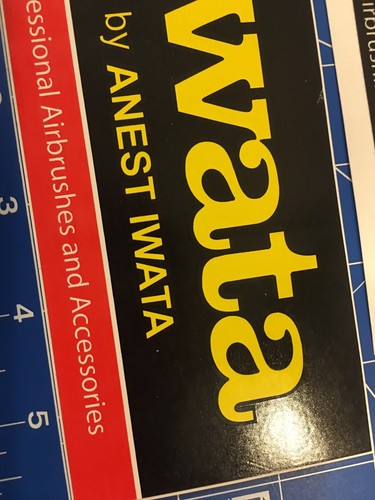 wata
by ANEST IWATA
essional Airbrushes and Accessories
3
4
5